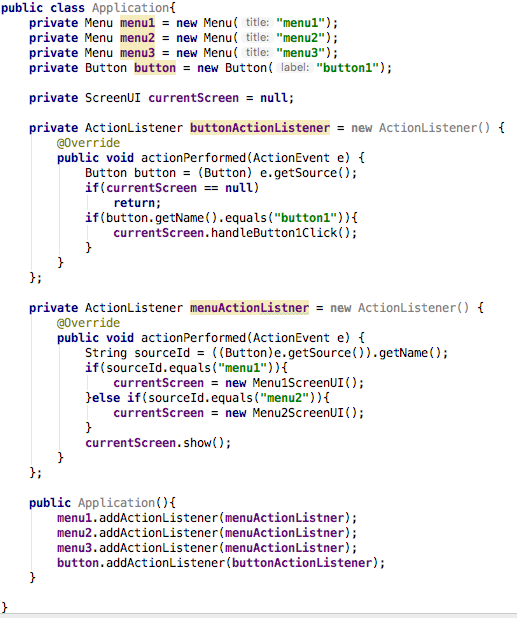 public class Application{
    private Menu menu1 = new Menu( title: "menu1");
    private Menu menu2 = new Menu( title: "menu2");
    private Menu menu3 = new Menu( title: "menu3");
    private Button button = new Button( label: "button1");

    private ScreenUI currentScreen = null;

    private ActionListener buttonActionListener = new ActionListener() {
        @Override
        public void actionPerformed(ActionEvent e) {
            Button button = (Button) e.getSource();
            if(currentScreen == null)
                return;
            if(button.getName().equals("button1")){
                currentScreen.handleButton1Click();
            }
        }
    };

    private ActionListener menuActionListner = new ActionListener() {
        @Override
        public void actionPerformed(ActionEvent e) {
            String sourceId = ((Button)e.getSource()).getName();
            if(sourceId.equals("menu1")){
                currentScreen = new Menu1ScreenUI();
            }else if(sourceId.equals("menu2")){
                currentScreen = new Menu2ScreenUI();
            }
            currentScreen.show();
        }
    };

    public Application(){
        menu1.addActionListener(menuActionListner);
        menu2.addActionListener(menuActionListner);
        menu3.addActionListener(menuActionListner);
        button.addActionListener(buttonActionListener);
    }

}